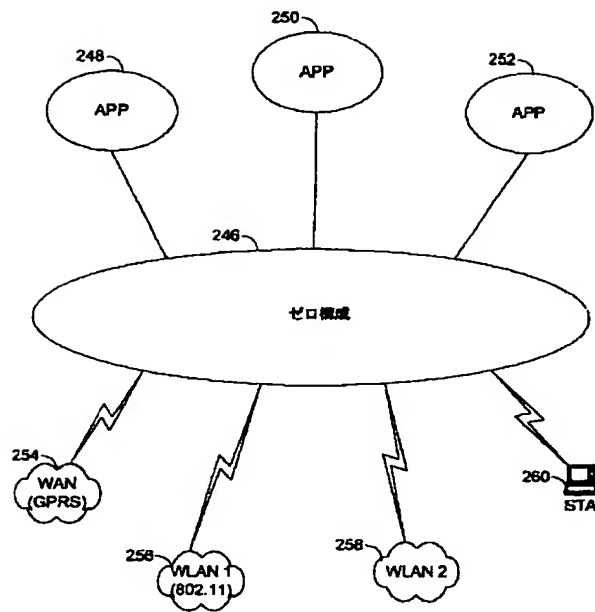 250
248
APP
252
APP
APP
246
ゼロ構成
254
WAN
(GPRS)
260
STA
256
WLAN 1
(802.11)
258
WLAN 2